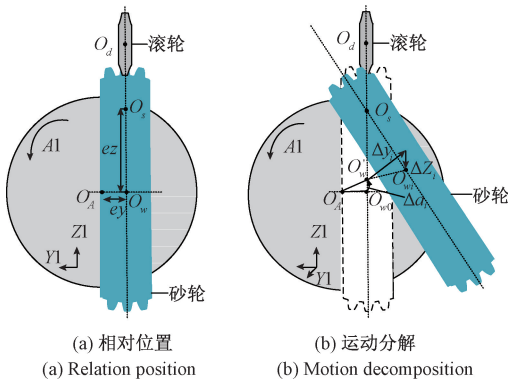 O_d
滚轮
O_s
A1
ez
O_A
ey
O_w
Z1
Y1
砂轮
(a) 相对位置
(a) Relation position
O_d
滚轮
O_s
A1
Δy_i
O'_w
O_wi
ΔZ_i
O_A
O_w0
Δa_i
砂轮
Z1
Y1
(b) 运动分解
(b) Motion decomposition